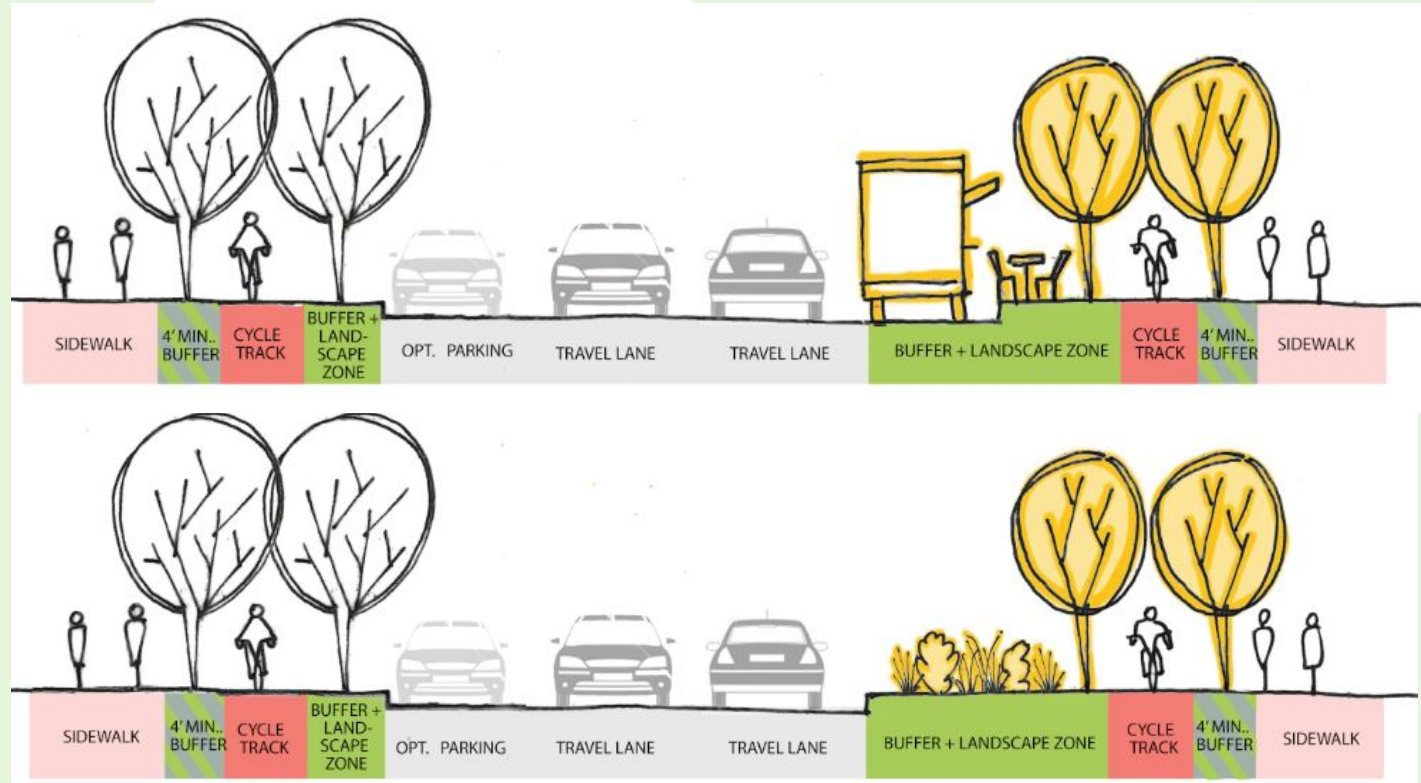 SIDEWALK
4' MIN..
BUFFER
CYCLE
TRACK
BUFFER +
LAND-
SCAPE
ZONE
OPT. PARKING
TRAVEL LANE
TRAVEL LANE
BUFFER + LANDSCAPE ZONE
CYCLE
TRACK
4' MIN..
BUFFER
SIDEWALK
SIDEWALK
4' MIN..
BUFFER
CYCLE
TRACK
BUFFER +
LAND-
SCAPE
ZONE
OPT. PARKING
TRAVEL LANE
TRAVEL LANE
BUFFER + LANDSCAPE ZONE
CYCLE
TRACK
4' MIN..
BUFFER
SIDEWALK